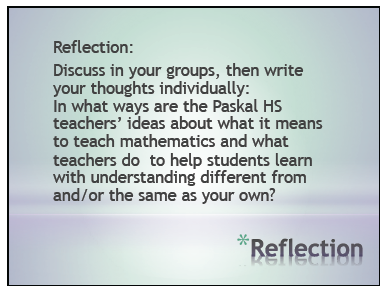 Reflection:
Discuss in your groups, then write
your thoughts individually:
In what ways are the Paskal HS
teachers’ ideas about what it means
to teach mathematics and what
teachers do  to help students learn
with understanding different from
and/or the same as your own?
*Reflection